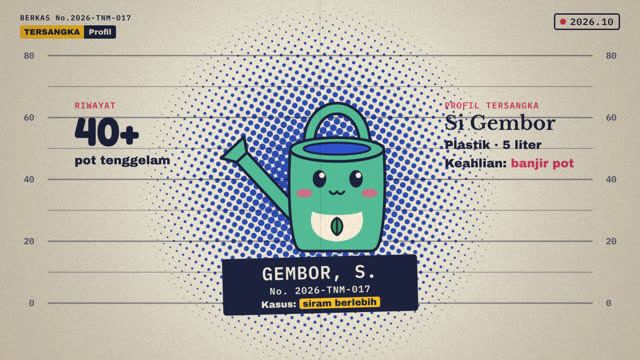 BERKAS No.2026-TNM-017
TERSANGKA Profil
2026.10
80 80
60 60
40 40
20 20
0 0
RIWAYAT
40+
pot tenggelam
PROFIL TERSANGKA
Si Gembor
Plastik · 5 liter
Keahlian: banjir pot
GEMBOR, S.
No. 2026-TNM-017
Kasus: siram berlebih